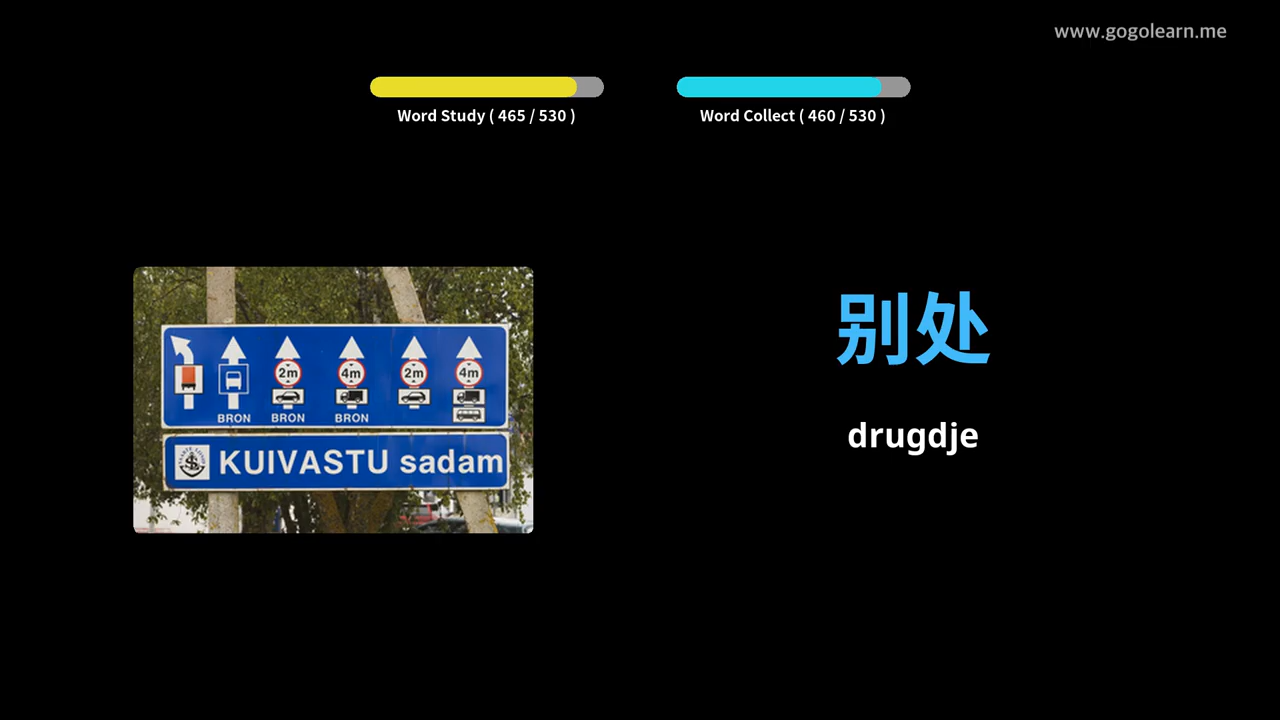 www.gogolearn.me
Word Study ( 465 / 530 )
Word Collect ( 460 / 530 )
2m 4m 2m 4m
BRON BRON BRON
KUIVASTU sadam
别处
drugdje